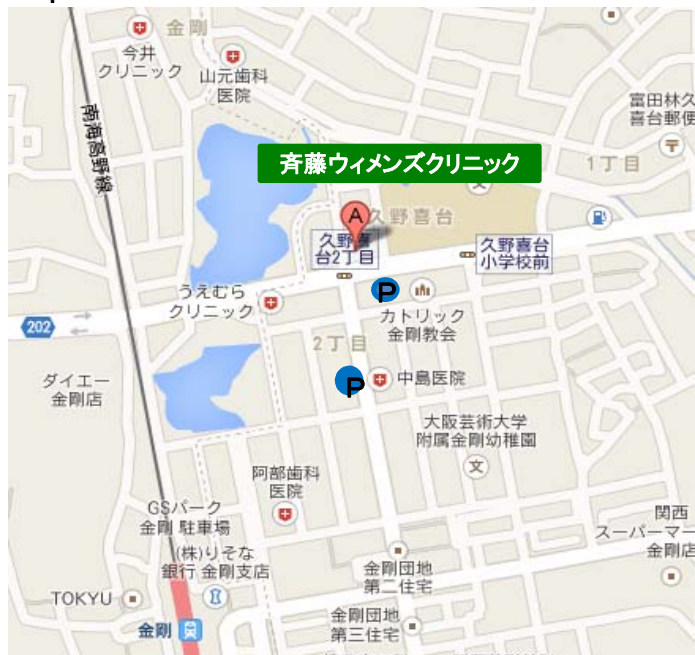 金剛
今井
クリニック
山元歯科
医院
富田林久
喜台郵便
南海高野線
斉藤ウィメンズクリニック
文
1丁目
A
久野喜台
久野喜
台2丁目
久野喜台
小学校前
うえむら
クリニック
P
カトリック
金剛教会
202
2丁目
ダイエー
金剛店
P
中島医院
大阪芸術大学
附属金剛幼稚園
文
阿部歯科
医院
GSパーク
金剛 駐車場
関西
スーパーマー
金剛店
(株)りそな
銀行 金剛支店
金剛団地
第二住宅
TOKYU
金剛団地
第三住宅
金剛